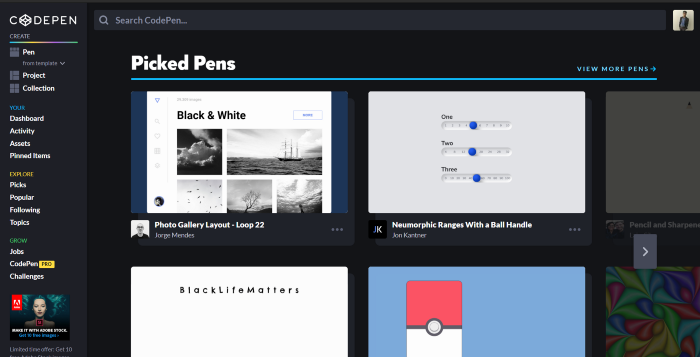 CODEPEN
Search CodePen...
CREATE
Pen
from template
Project
Collection
YOUR
Dashboard
Activity
Assets
Pinned Items
EXPLORE
Picks
Popular
Following
Topics
GROW
Jobs
CodePen PRO
Challenges
MAKE IT WITH ADOBE STOCK.
Get 10 free images ›
Limited time offer: Get 10
Picked Pens
VIEW MORE PENS
Black & White
MORE
Photo Gallery Layout - Loop 22
Jorge Mendes
One
Two
Three
JK
Neumorphic Ranges With a Ball Handle
Jon Kantner
Pencil and Sharpene
BlackLifeMatters